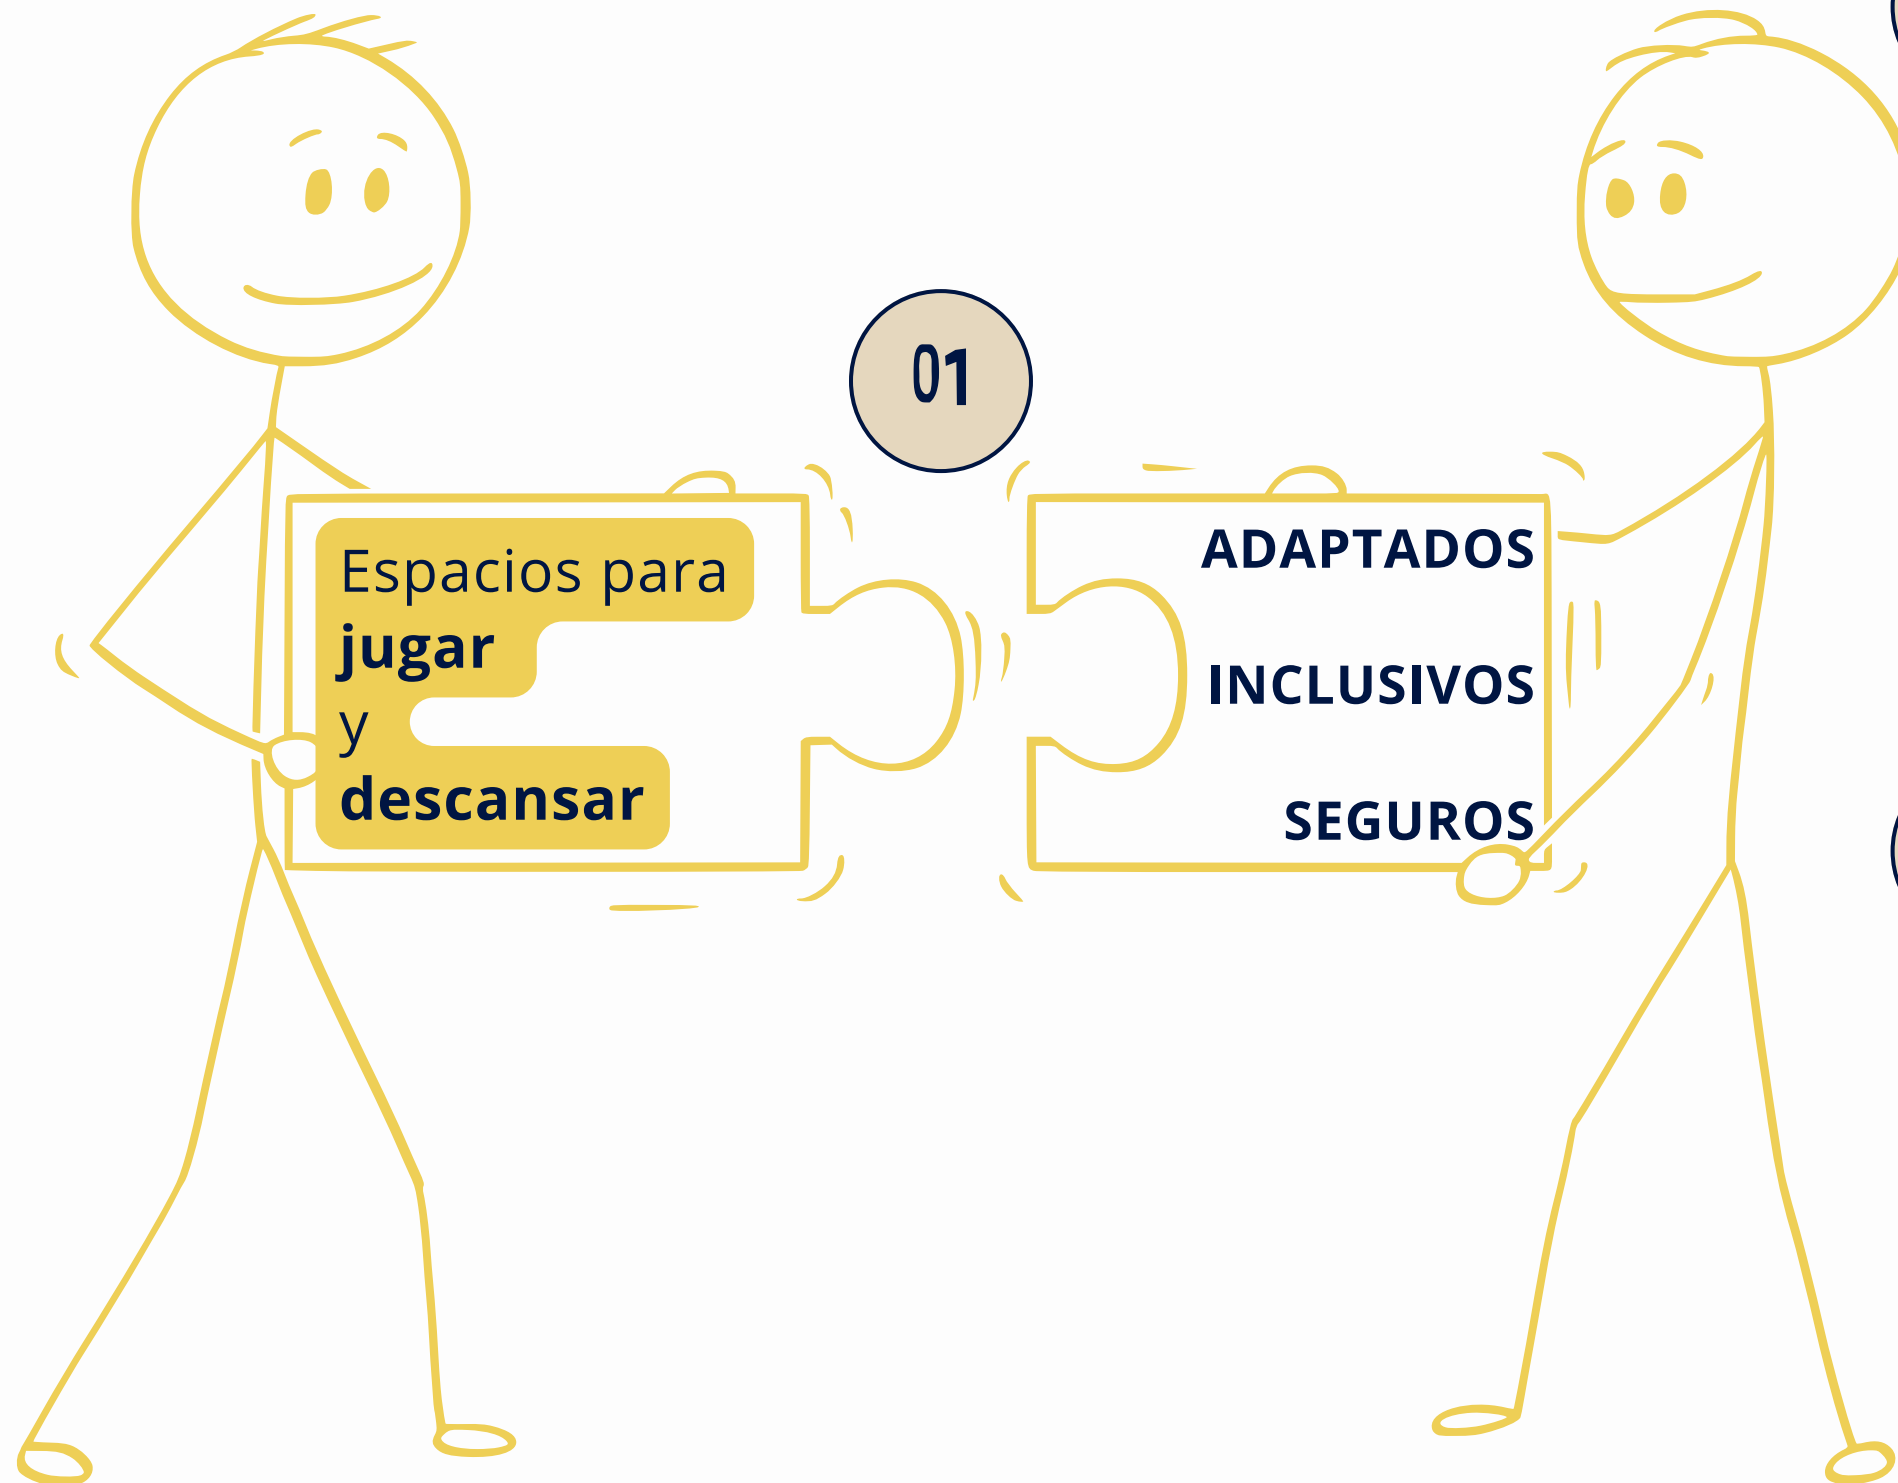 01
Espacios para
jugar
y
descansar
ADAPTADOS
INCLUSIVOS
SEGUROS